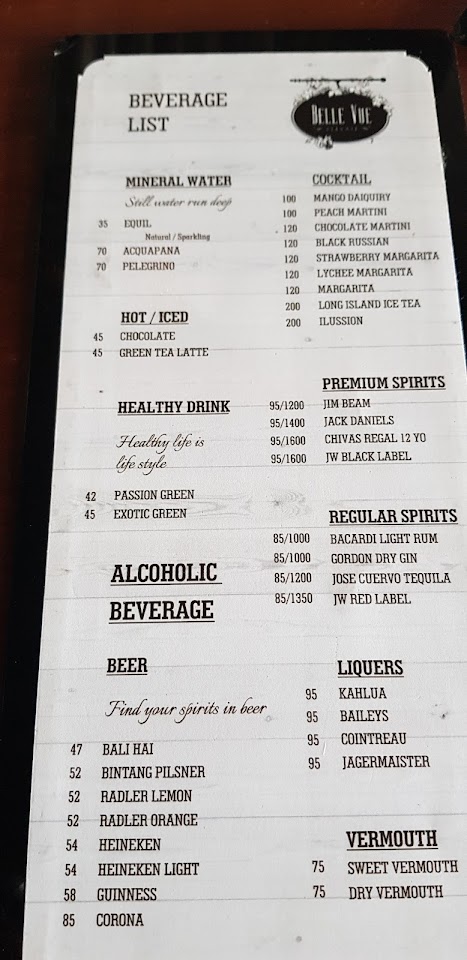 BEVERAGE
LIST
BELLE VUE
MINERAL WATER
Still water run deep
35 EQUIL
Natural / Sparkling
70 ACQUAPANA
70 PELEGRINO
HOT / ICED
45 CHOCOLATE
45 GREEN TEA LATTE
HEALTHY DRINK
Healthy life is
life style
42 PASSION GREEN
45 EXOTIC GREEN
ALCOHOLIC
BEVERAGE
BEER
Find your spirits in beer
47 BALI HAI
52 BINTANG PILSNER
52 RADLER LEMON
52 RADLER ORANGE
54 HEINEKEN
54 HEINEKEN LIGHT
58 GUINNESS
85 CORONA
COCKTAIL
100 MANGO DAIQUIRY
100 PEACH MARTINI
120 CHOCOLATE MARTINI
120 BLACK RUSSIAN
120 STRAWBERRY MARGARITA
120 LYCHEE MARGARITA
120 MARGARITA
200 LONG ISLAND ICE TEA
200 ILUSSION
PREMIUM SPIRITS
95/1200 JIM BEAM
95/1400 JACK DANIELS
95/1600 CHIVAS REGAL 12 YO
95/1600 JW BLACK LABEL
REGULAR SPIRITS
85/1000 BACARDI LIGHT RUM
85/1000 GORDON DRY GIN
85/1200 JOSE CUERVO TEQUILA
85/1350 JW RED LABEL
LIQUERS
95 KAHLUA
95 BAILEYS
95 COINTREAU
95 JAGERMAISTER
VERMOUTH
75 SWEET VERMOUTH
75 DRY VERMOUTH